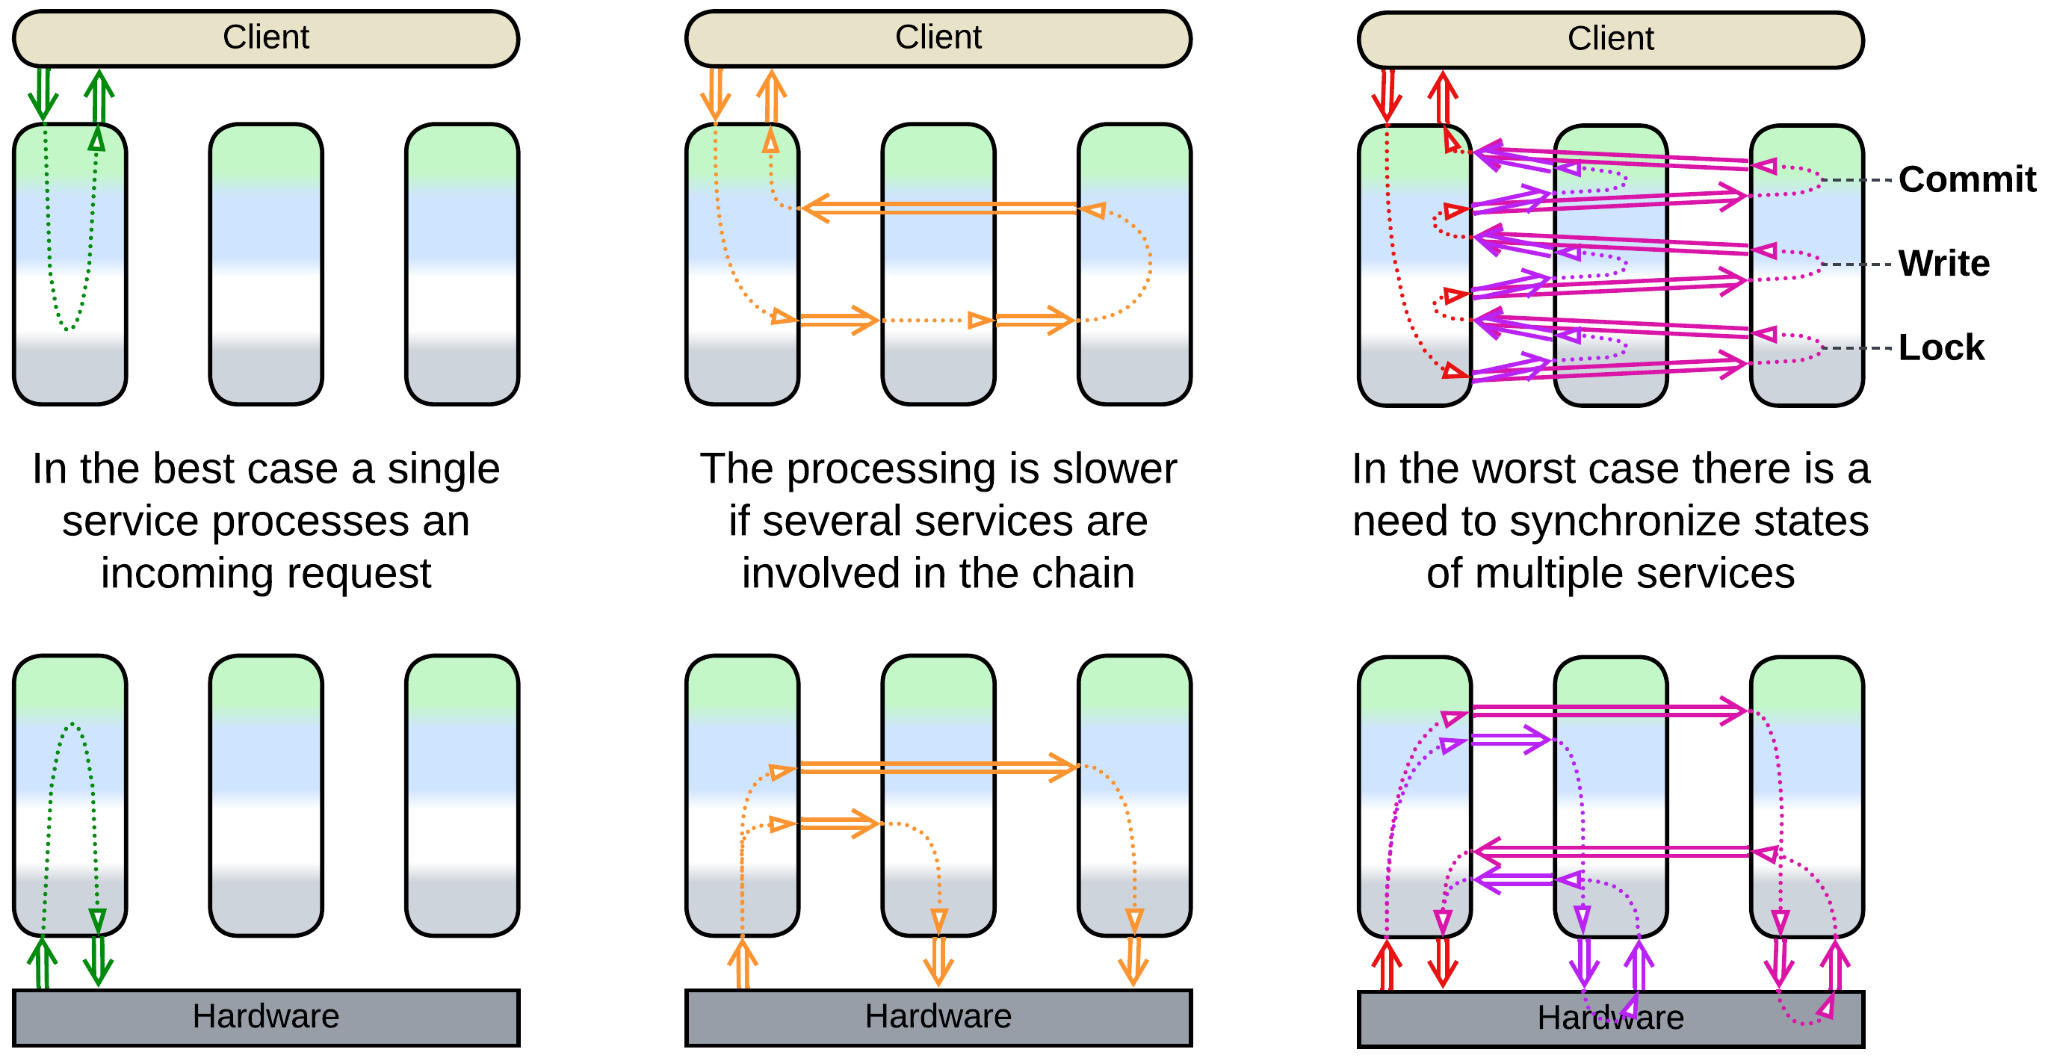 Client
Client
Client
Commit
Write
Lock
In the best case a single
service processes an
incoming request
The processing is slower
if several services are
involved in the chain
In the worst case there is a
need to synchronize states
of multiple services
Hardware
Hardware
Hardware